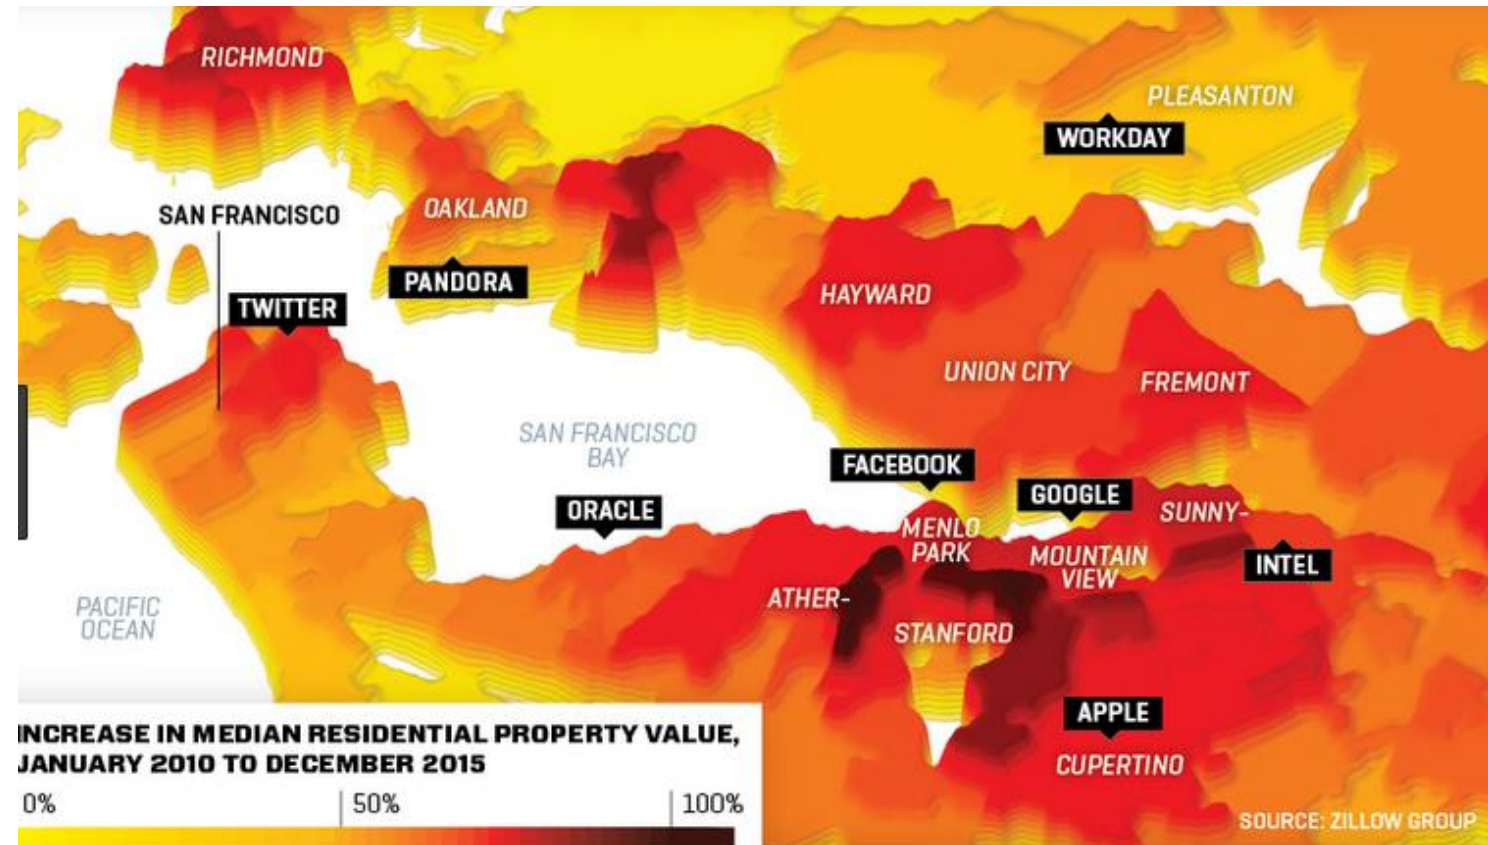 RICHMOND
PLEASANTON
WORKDAY
SAN FRANCISCO
OAKLAND
PANDORA
TWITTER
HAYWARD
UNION CITY
FREMONT
SAN FRANCISCO
BAY
FACEBOOK
GOOGLE
ORACLE
SUNNY-
MENLO
PARK
MOUNTAIN
VIEW
INTEL
ATHER-
PACIFIC
OCEAN
STANFORD
APPLE
CUPERTINO
INCREASE IN MEDIAN RESIDENTIAL PROPERTY VALUE,
JANUARY 2010 TO DECEMBER 2015
0% 50% 100%
SOURCE: ZILLOW GROUP